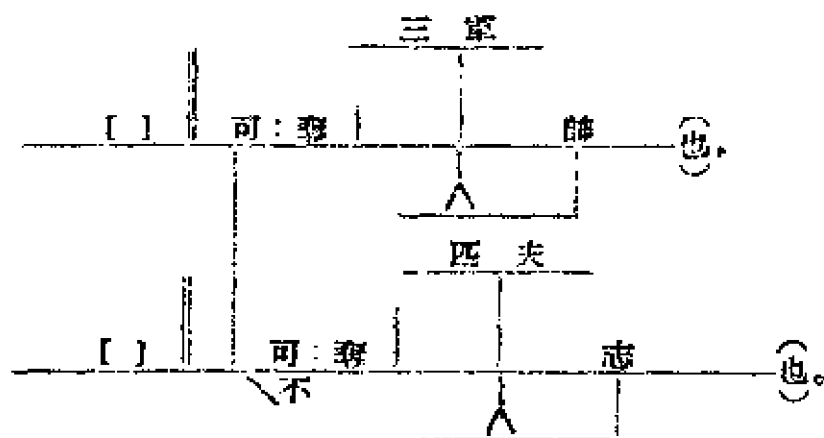 三軍
[ ] 可:奪 帥 (也),
匹夫
[ ] 可:奪 志 (也)。
不